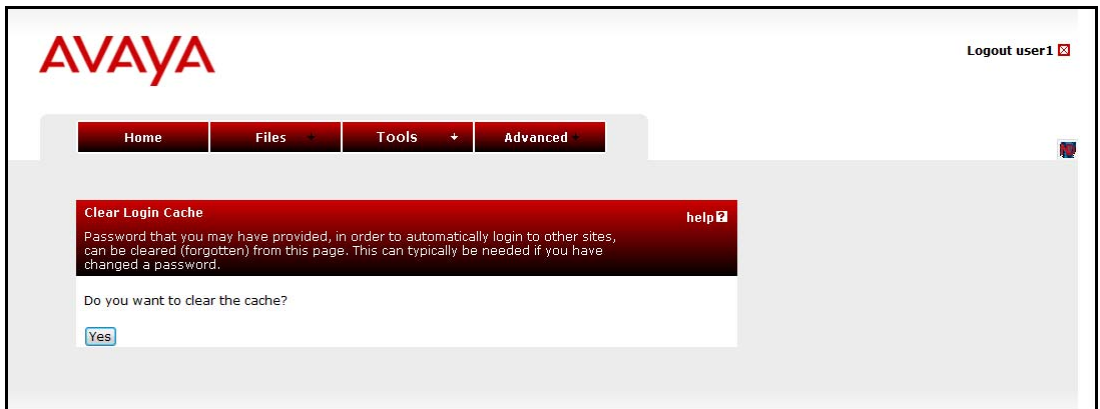 AVAYA
Logout user1
Home Files Tools Advanced
Clear Login Cache
help?
Password that you may have provided, in order to automatically login to other sites,
can be cleared (forgotten) from this page. This can typically be needed if you have
changed a password.
Do you want to clear the cache?
Yes